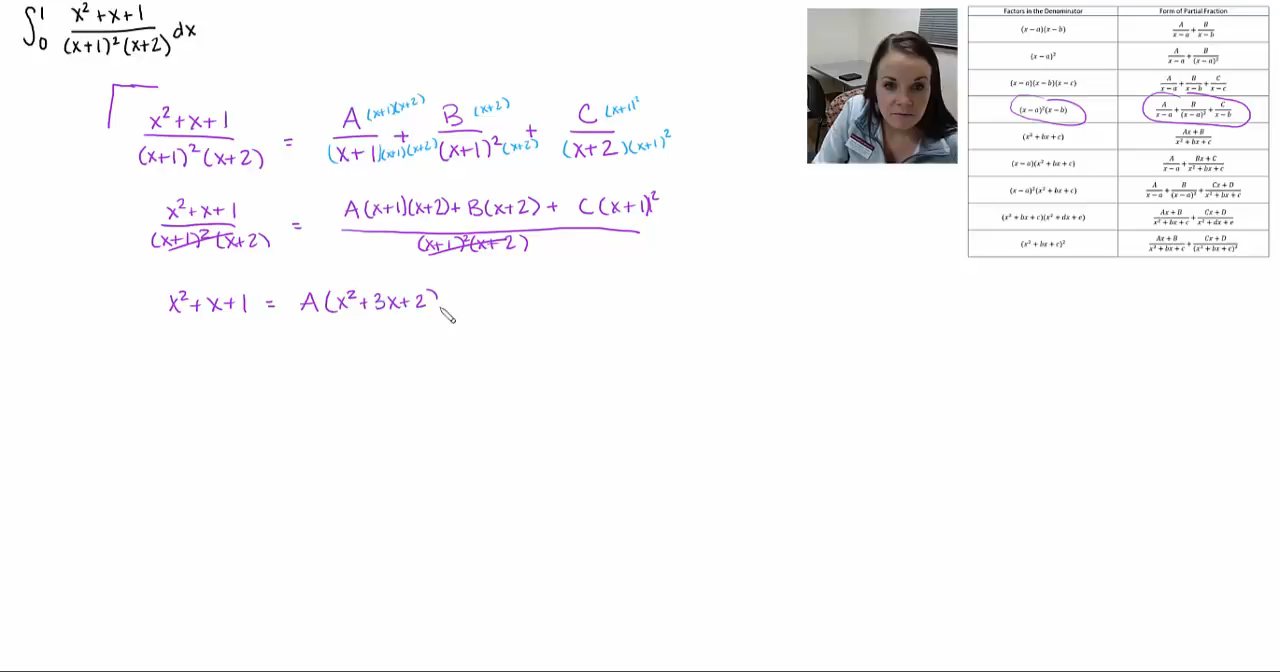 ∫₀¹ x²+x+1 / (x+1)²(x+2) dx
x²+x+1 / (x+1)²(x+2) = A (x+1)(x+2) / (x+1)(x+1)(x+2) + B (x+2) / (x+1)²(x+2) + C (x+1)² / (x+2)(x+1)²
x²+x+1 / (x+1)²(x+2) = A(x+1)(x+2) + B(x+2) + C(x+1)² / (x+1)²(x+2)
x²+x+1 = A(x²+3x+2)
Factors in the Denominator Form of Partial Fraction
(x − a)(x − b) A/(x − a) + B/(x − b)
(x − a)² A/(x − a) + B/(x − a)²
(x − a)(x − b)(x − c) A/(x − a) + B/(x − b) + C/(x − c)
(x − a)²(x − b) A/(x − a) + B/(x − a)² + C/(x − b)
(x² + bx + c) Ax + B/(x² + bx + c)
(x − a)(x² + bx + c) A/(x − a) + Bx + C/(x² + bx + c)
(x − a)²(x² + bx + c) A/(x − a) + B/(x − a)² + Cx + D/(x² + bx + c)
(x² + bx + c)(x² + dx + e) Ax + B/(x² + bx + c) + Cx + D/(x² + dx + e)
(x² + bx + c)² Ax + B/(x² + bx + c) + Cx + D/(x² + bx + c)²